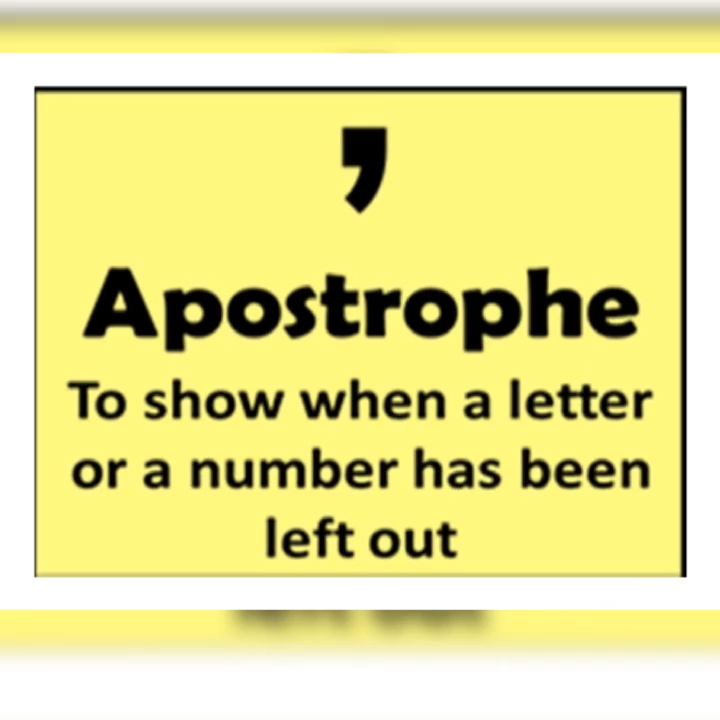 ’
Apostrophe
To show when a letter
or a number has been
left out